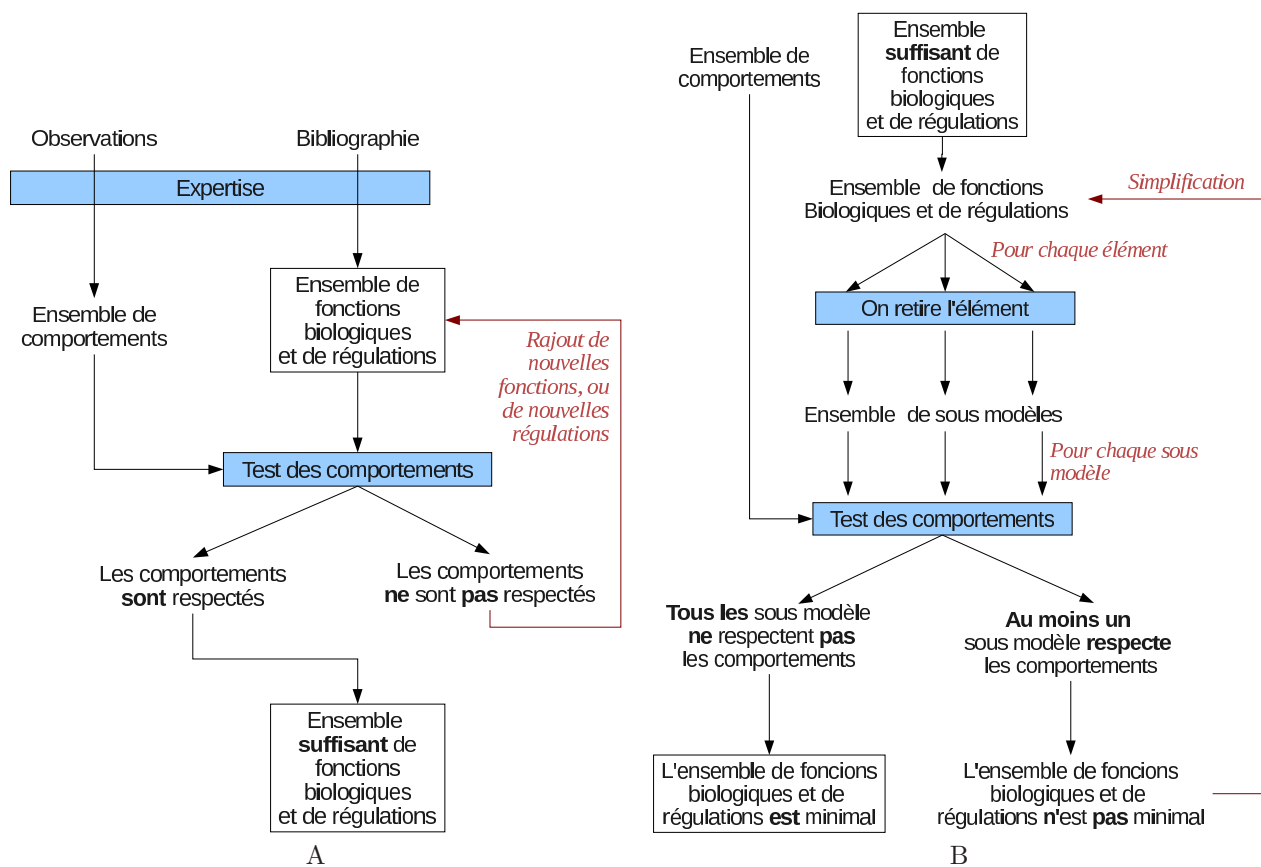 Observations
Bibliographie
Expertise
Ensemble de
comportements
Ensemble de
fonctions
biologiques
et de régulations
Rajout de
nouvelles
fonctions, ou
de nouvelles
régulations
Test des comportements
Les comportements
sont respectés
Les comportements
ne sont pas respectés
Ensemble
suffisant de
fonctions
biologiques
et de régulations
A
Ensemble de
comportements
Ensemble
suffisant de
fonctions
biologiques
et de régulations
Simplification
Ensemble de fonctions
Biologiques et de régulations
Pour chaque élément
On retire l'élément
Ensemble de sous modèles
Pour chaque sous
modèle
Test des comportements
Tous les sous modèle
ne respectent pas
les comportements
Au moins un
sous modèle respecte
les comportements
L'ensemble de foncions
biologiques et de
régulations est minimal
L'ensemble de foncions
biologiques et de
régulations n'est pas minimal
B